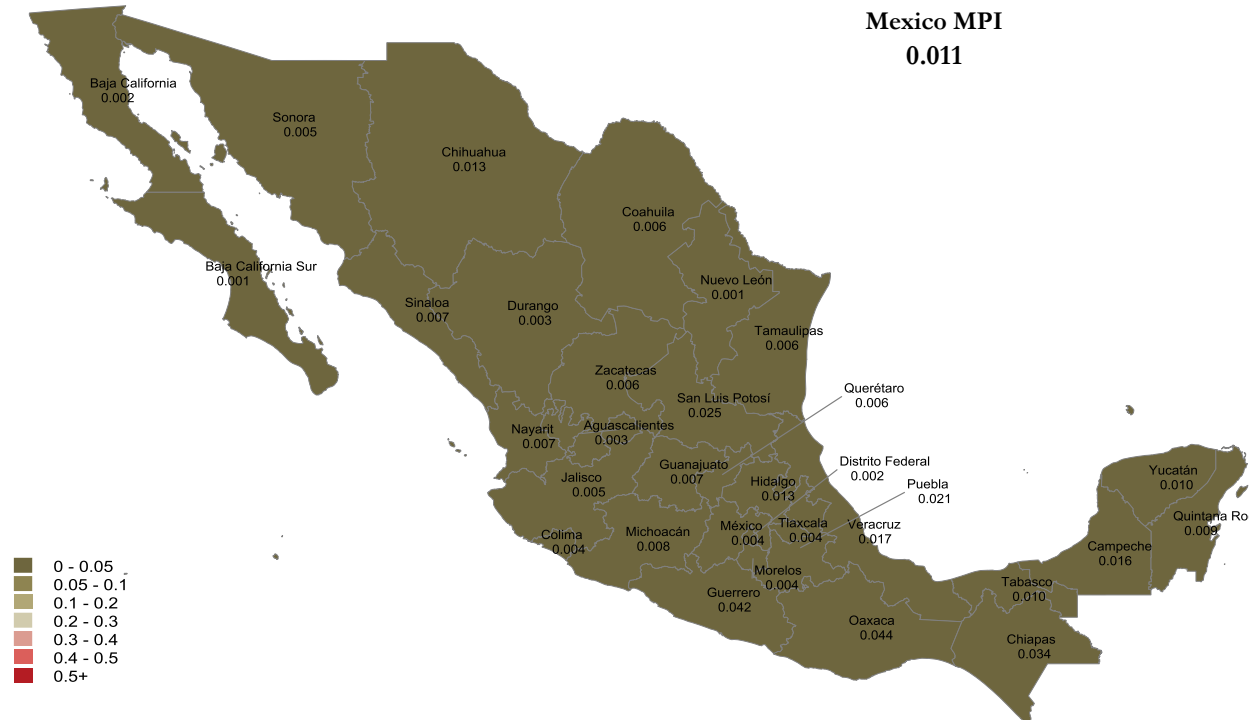 Mexico MPI
0.011
Baja California
0.002
Sonora
0.005
Chihuahua
0.013
Coahuila
0.006
Baja California Sur
0.001
Nuevo León
0.001
Sinaloa
0.007
Durango
0.003
Tamaulipas
0.006
Zacatecas
0.006
San Luis Potosí
0.025
Querétaro
0.006
Nayarit
0.007
Aguascalientes
0.003
Guanajuato
0.007
Distrito Federal
0.002
Puebla
0.021
Jalisco
0.005
Hidalgo
0.013
Yucatán
0.010
Quintana Ro
0.009
Colima
0.004
Michoacán
0.008
México
0.004
Tlaxcala
0.004
Veracruz
0.017
Campeche
0.016
Morelos
0.004
Tabasco
0.010
Guerrero
0.042
Oaxaca
0.044
Chiapas
0.034
0 - 0.05
0.05 - 0.1
0.1 - 0.2
0.2 - 0.3
0.3 - 0.4
0.4 - 0.5
0.5+